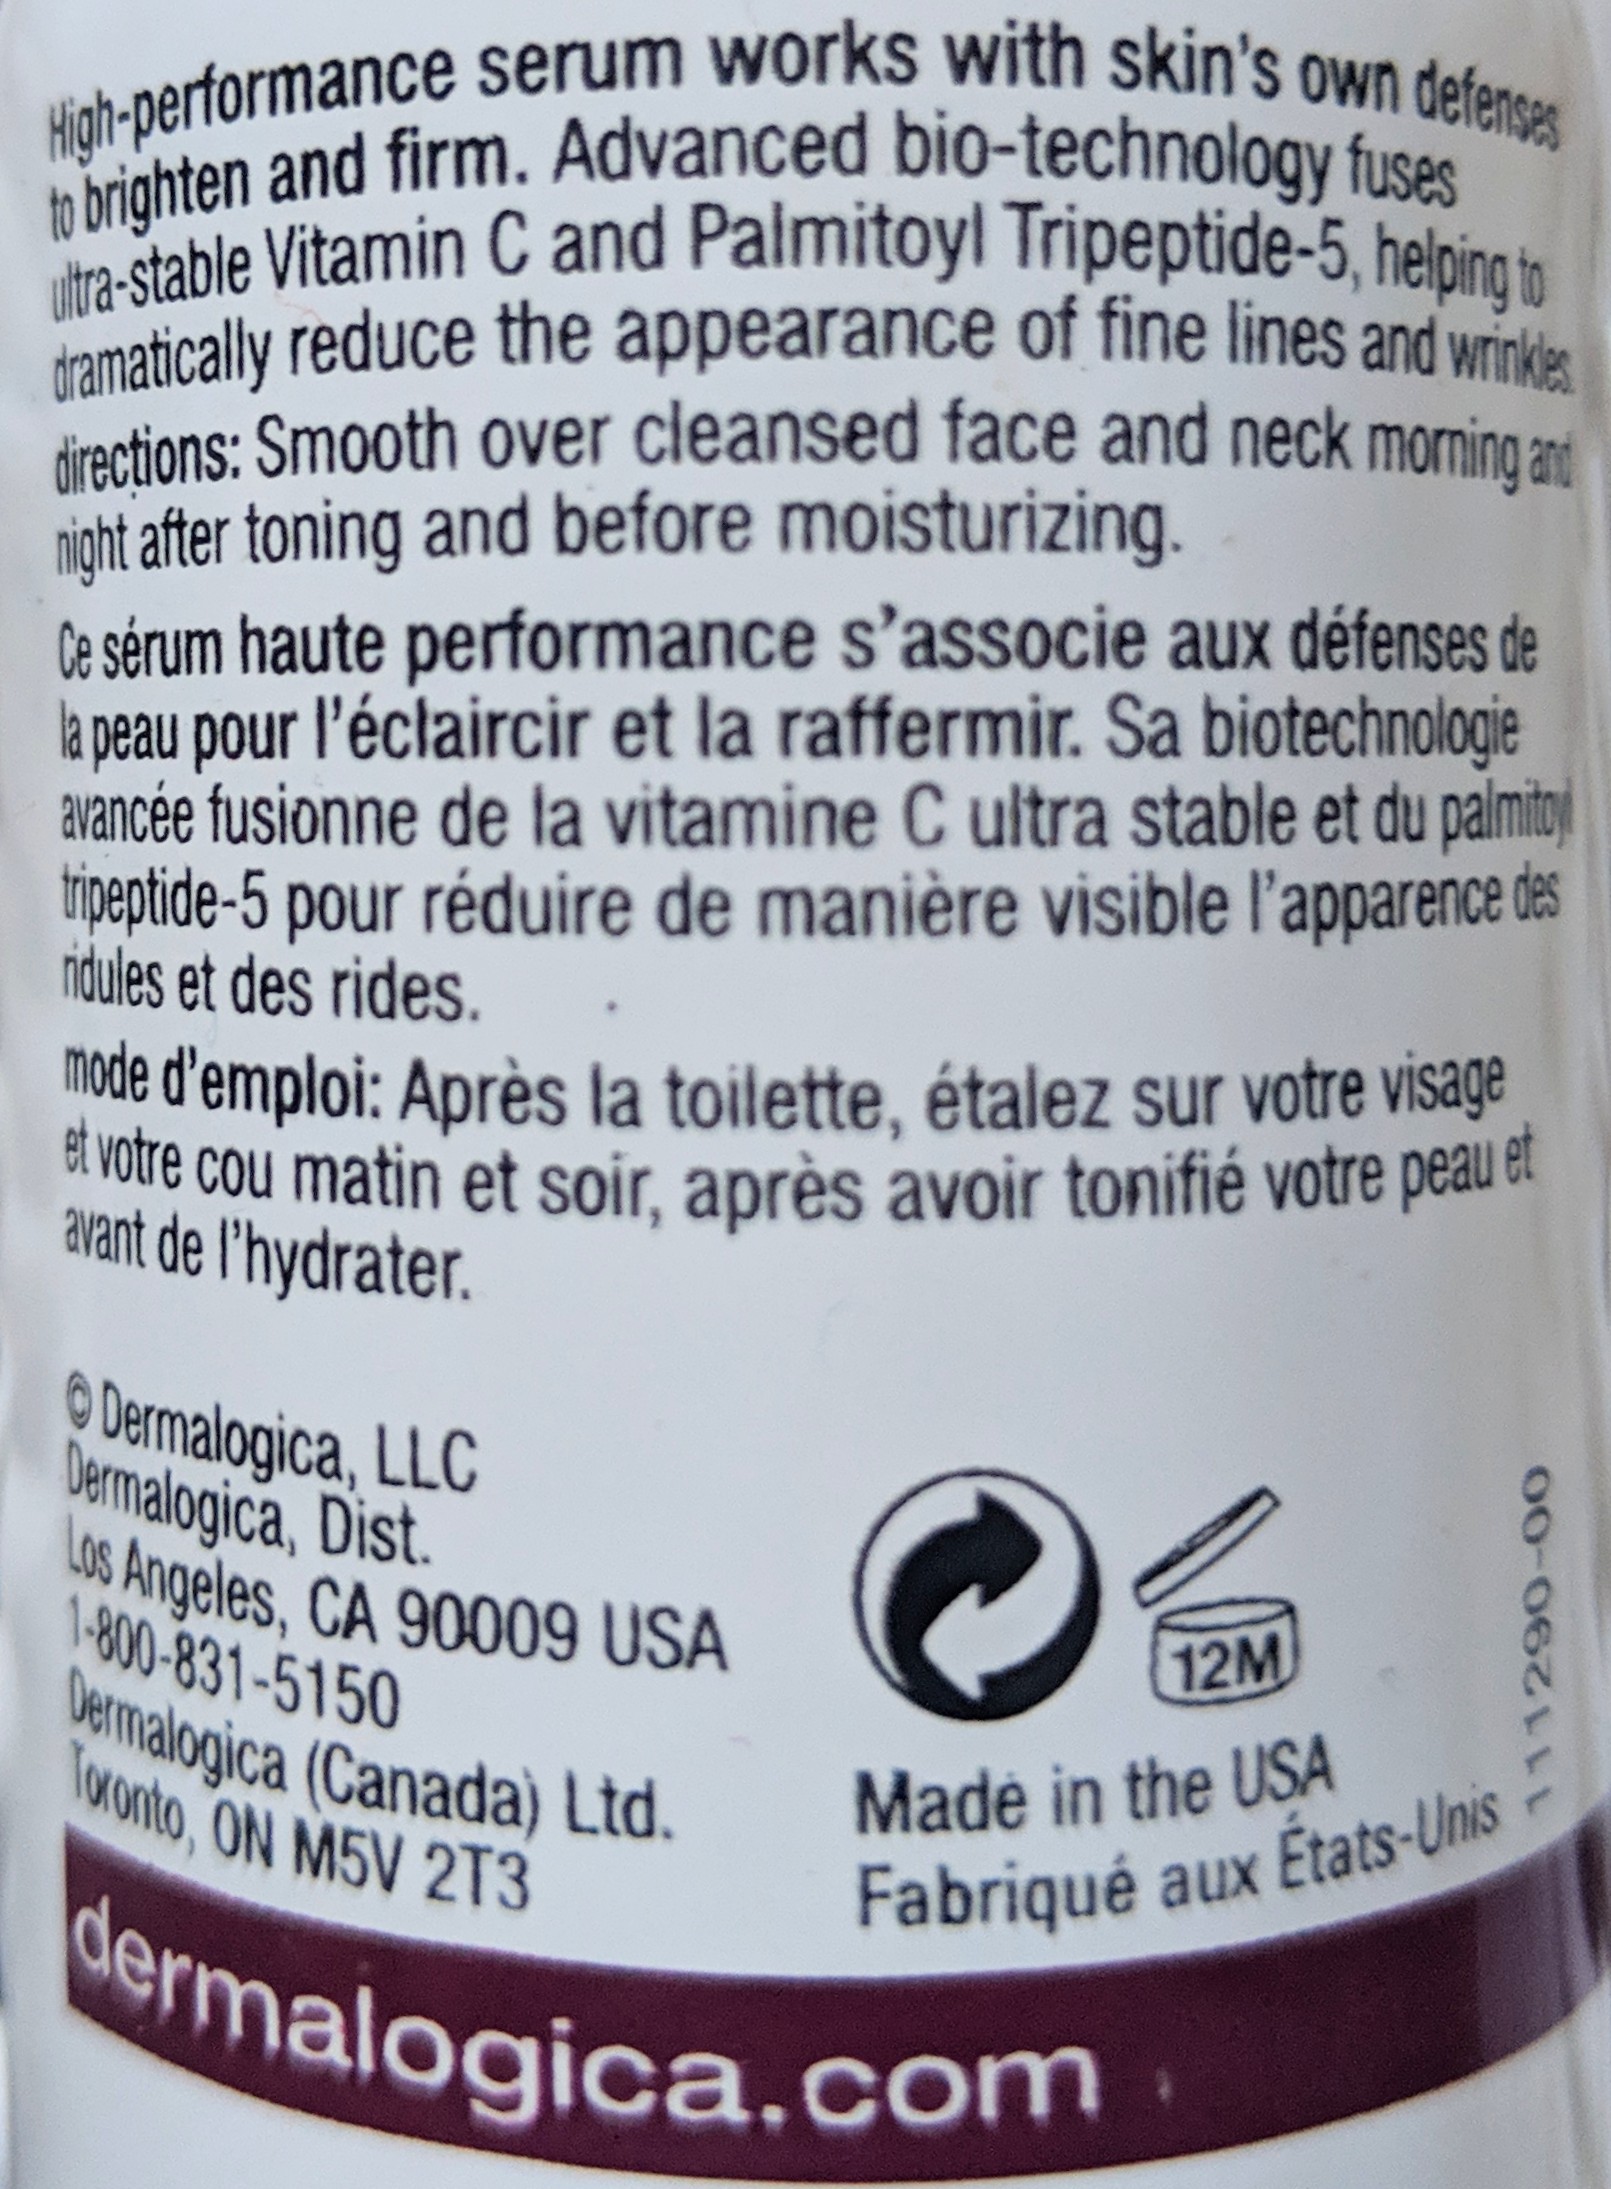 High-performance serum works with skin's own defenses
to brighten and firm. Advanced bio-technology fuses
ultra-stable Vitamin C and Palmitoyl Tripeptide-5, helping to
dramatically reduce the appearance of fine lines and wrinkles.
directions: Smooth over cleansed face and neck morning and
night after toning and before moisturizing.
Ce sérum haute performance s'associe aux défenses de
la peau pour l'éclaircir et la raffermir. Sa biotechnologie
avancée fusionne de la vitamine C ultra stable et du palmitoyl
tripeptide-5 pour réduire de manière visible l'apparence des
ridules et des rides.
mode d'emploi: Après la toilette, étalez sur votre visage
et votre cou matin et soir, après avoir tonifié votre peau et
avant de l'hydrater.
© Dermalogica, LLC
Dermalogica, Dist.
Los Angeles, CA 90009 USA
1-800-831-5150
Dermalogica (Canada) Ltd.
Toronto, ON M5V 2T3
12M
Made in the USA
Fabriqué aux États-Unis
111290-00
dermalogica.com